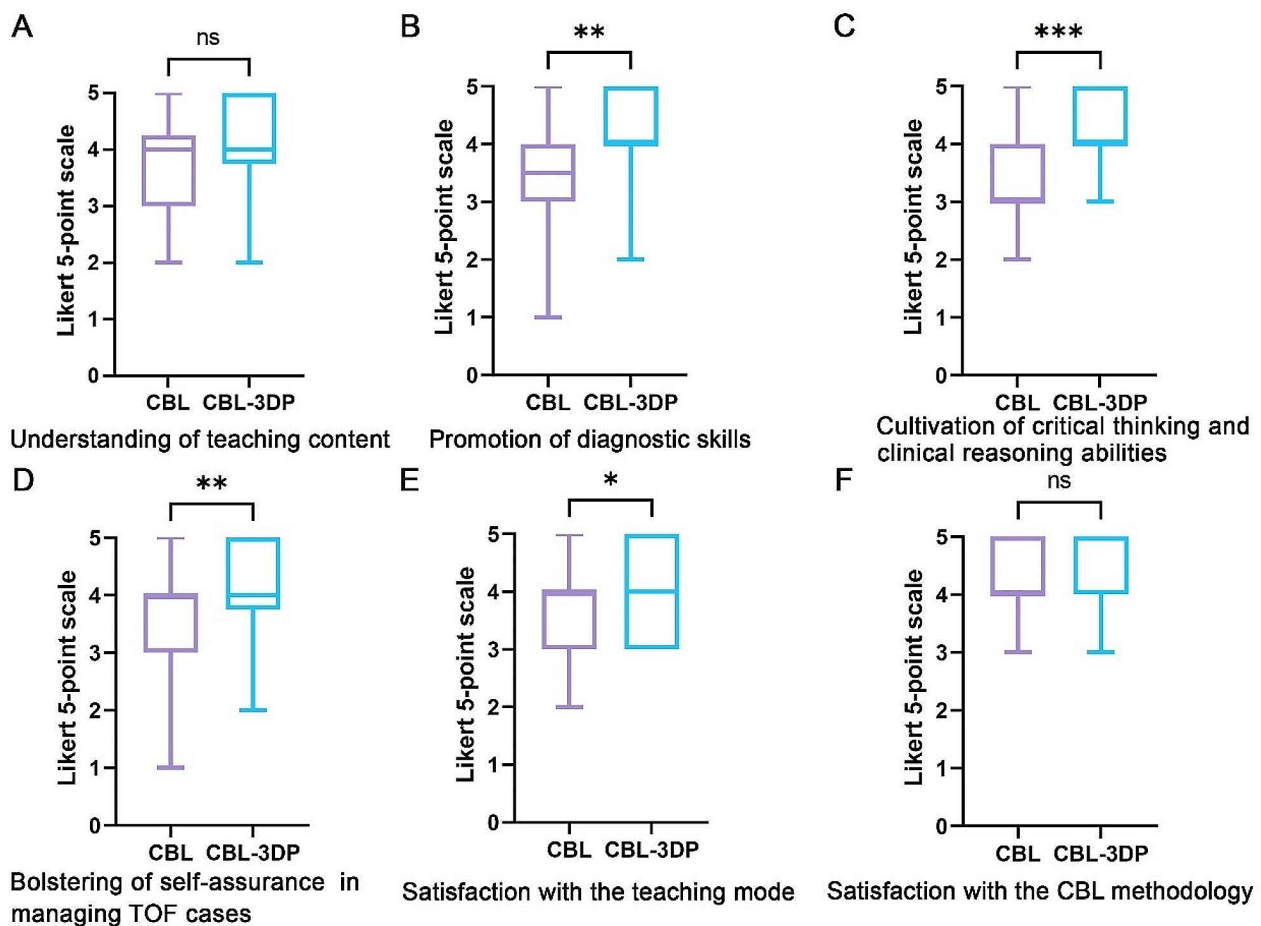 A
ns
Likert 5-point scale
5
4
3
2
1
0
CBL CBL-3DP
Understanding of teaching content
B
**
Likert 5-point scale
5
4
3
2
1
0
CBL CBL-3DP
Promotion of diagnostic skills
C
***
Likert 5-point scale
5
4
3
2
1
0
CBL CBL-3DP
Cultivation of critical thinking and
clinical reasoning abilities
D
**
Likert 5-point scale
5
4
3
2
1
0
CBL CBL-3DP
Bolstering of self-assurance in
managing TOF cases
E
*
Likert 5-point scale
5
4
3
2
1
0
CBL CBL-3DP
Satisfaction with the teaching mode
F
ns
Likert 5-point scale
5
4
3
2
1
0
CBL CBL-3DP
Satisfaction with the CBL methodology